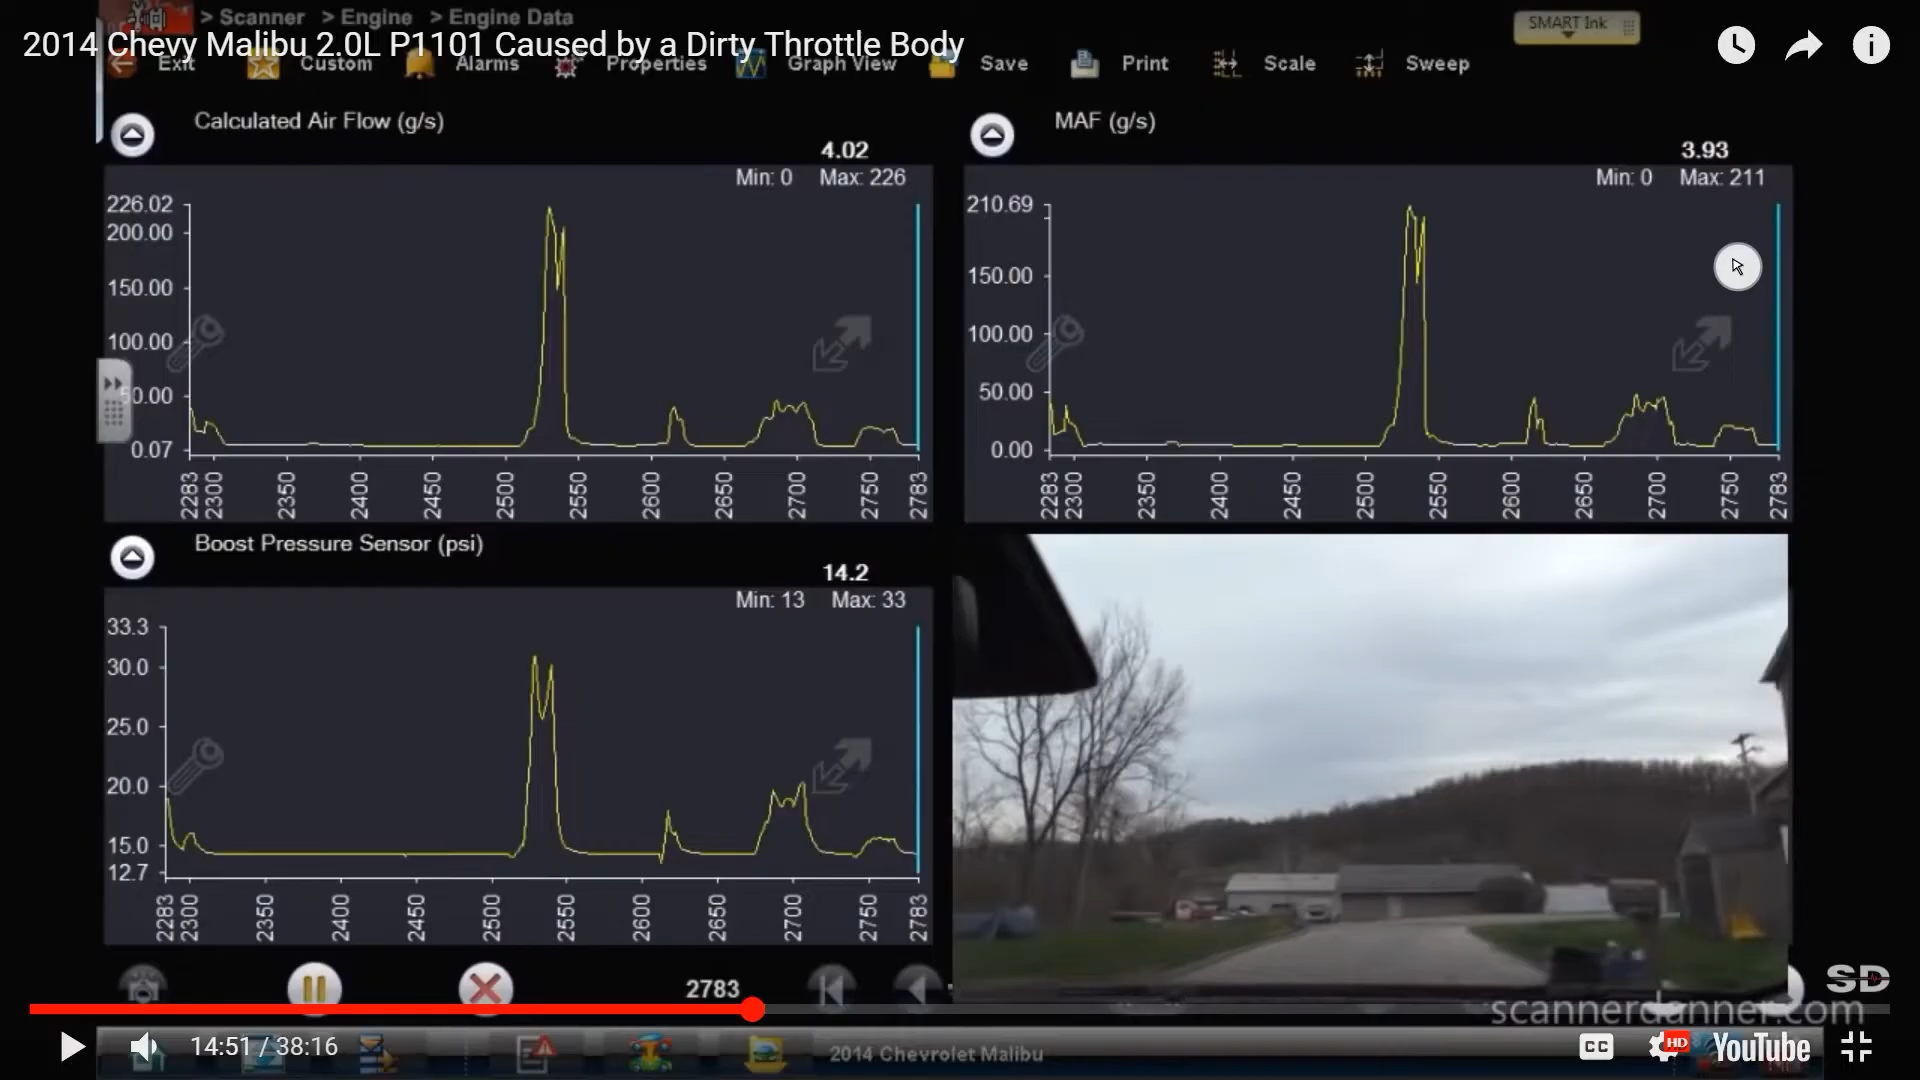 > Scanner > Engine > Engine Data
SMART Ink
2014 Chevy Malibu 2.0L P1101 Caused by a Dirty Throttle Body
Exit Custom Alarms Properties Graph View Save Print Scale Sweep
Calculated Air Flow (g/s)
4.02
Min: 0 Max: 226
226.02
200.00
150.00
100.00
50.00
0.07
2283 2300 2350 2400 2450 2500 2550 2600 2650 2700 2750 2783
MAF (g/s)
3.93
Min: 0 Max: 211
210.69
150.00
100.00
50.00
0.00
2283 2300 2350 2400 2450 2500 2550 2600 2650 2700 2750 2783
Boost Pressure Sensor (psi)
14.2
Min: 13 Max: 33
33.3
30.0
25.0
20.0
15.0
12.7
2283 2300 2350 2400 2450 2500 2550 2600 2650 2700 2750 2783
2783
SD
scannerdanner.com
14:51 / 38:16
2014 Chevrolet Malibu
CC
HD
YouTube